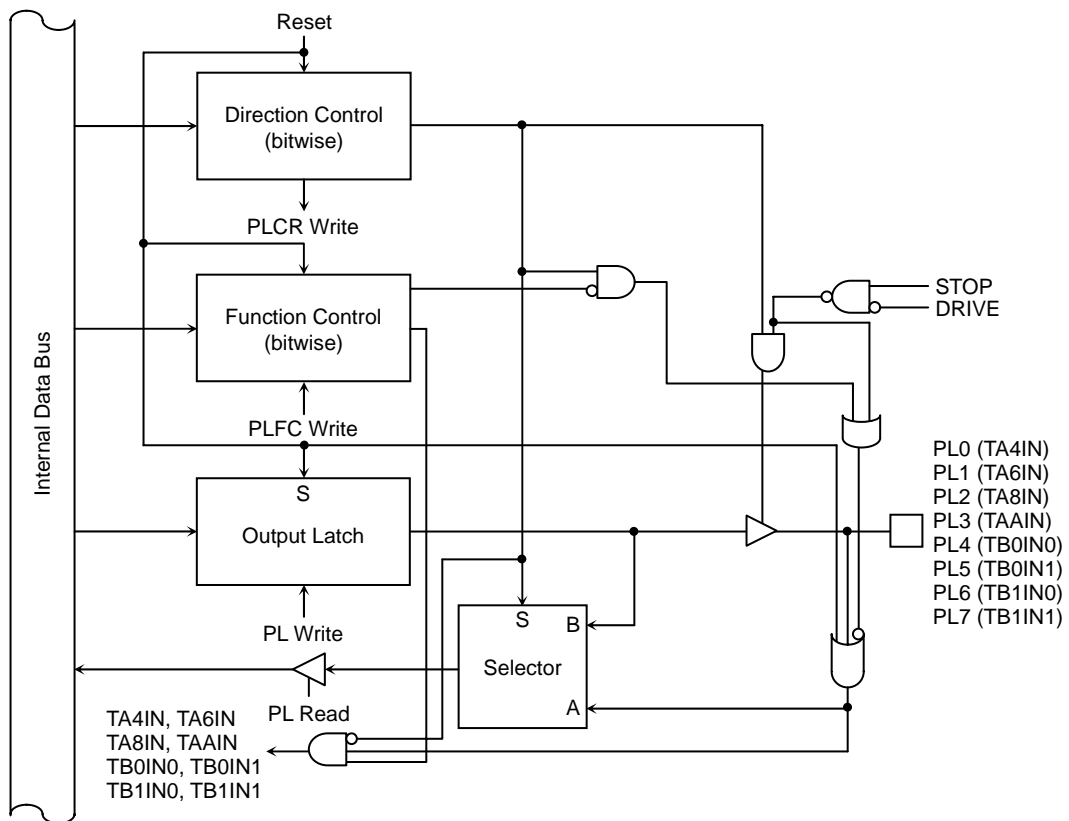 Reset
Direction Control
(bitwise)
PLCR Write
Function Control
(bitwise)
STOP
DRIVE
PLFC Write
Internal Data Bus
S
Output Latch
PL0 (TA4IN)
PL1 (TA6IN)
PL2 (TA8IN)
PL3 (TAAIN)
PL4 (TB0IN0)
PL5 (TB0IN1)
PL6 (TB1IN0)
PL7 (TB1IN1)
PL Write
S
B
Selector
A
PL Read
TA4IN, TA6IN
TA8IN, TAAIN
TB0IN0, TB0IN1
TB1IN0, TB1IN1